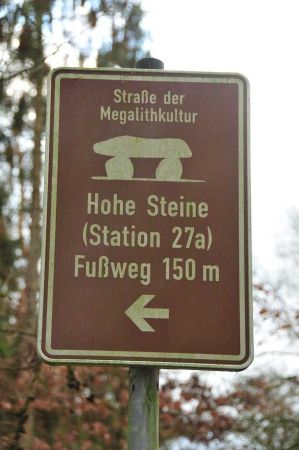 Straße der
Megalithkultur
Hohe Steine
(Station 27a)
Fußweg 150 m